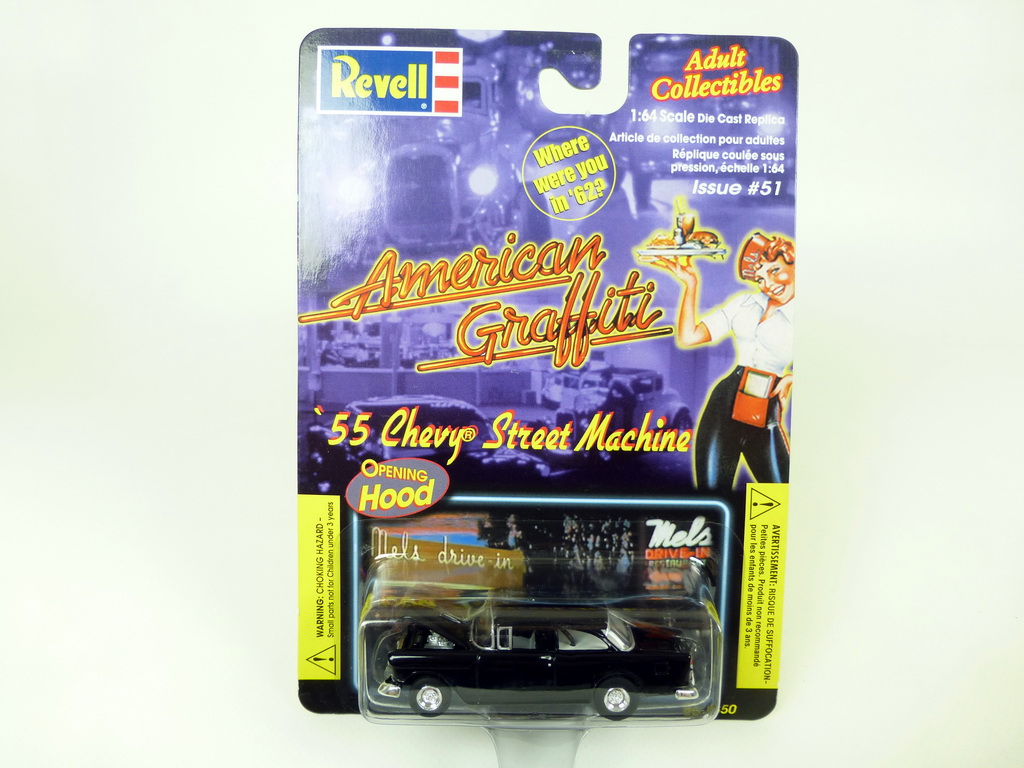 Revell®
Adult
Collectibles
1:64 Scale Die Cast Replica
Article de collection pour adultes
Réplique coulée sous
pression, échelle 1:64
Issue #51
Where
were you
in '62?
American
Graffiti
'55 Chevy® Street Machine
OPENING
Hood
WARNING: CHOKING HAZARD -
Small parts not for Children under 3 years
AVERTISSEMENT: RISQUE DE SUFFOCATION-
Petites pièces. Produit non recommandé
pour les enfants de moins de 3 ans.
Mels drive-in
Mels
DRIVE-IN
50